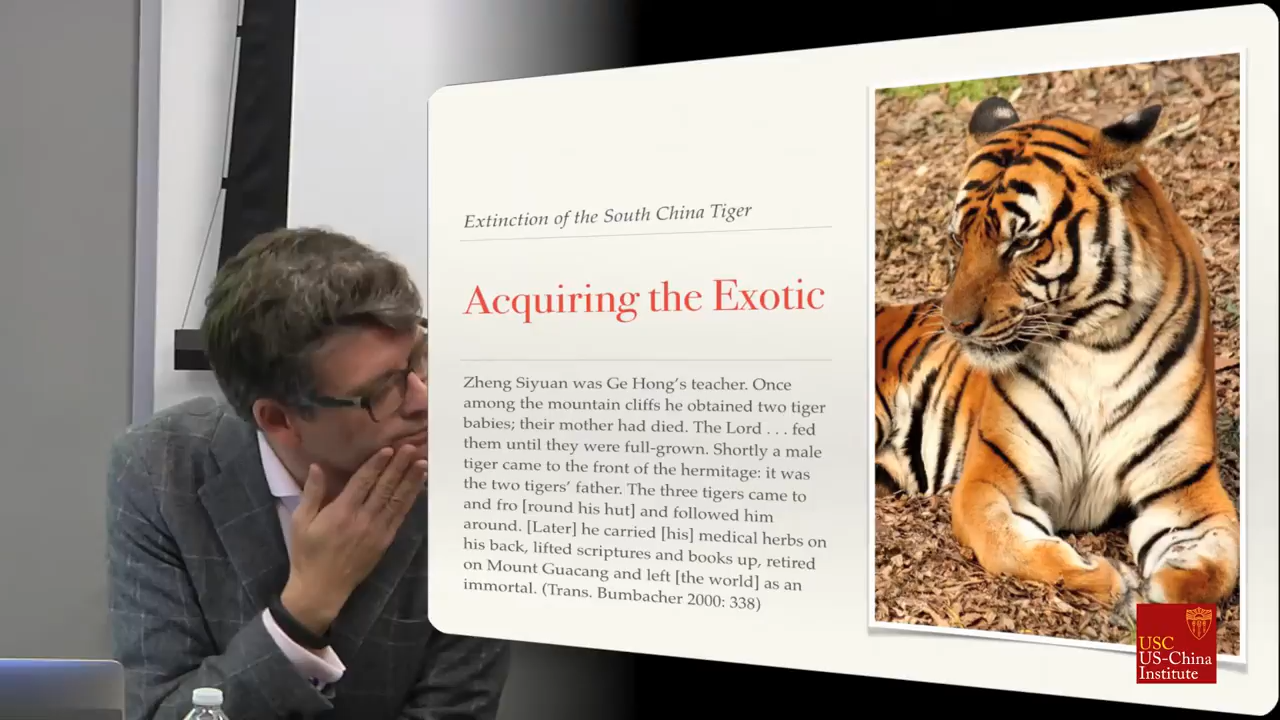 Extinction of the South China Tiger
Acquiring the Exotic
Zheng Siyuan was Ge Hong's teacher. Once
among the mountain cliffs he obtained two tiger
babies; their mother had died. The Lord . . . fed
them until they were full-grown. Shortly a male
tiger came to the front of the hermitage: it was
the two tigers' father. The three tigers came to
and fro [round his hut] and followed him
around. [Later] he carried [his] medical herbs on
his back, lifted scriptures and books up, retired
on Mount Guacang and left [the world] as an
immortal. (Trans. Bumbacher 2000: 338)
USC
US-China
Institute